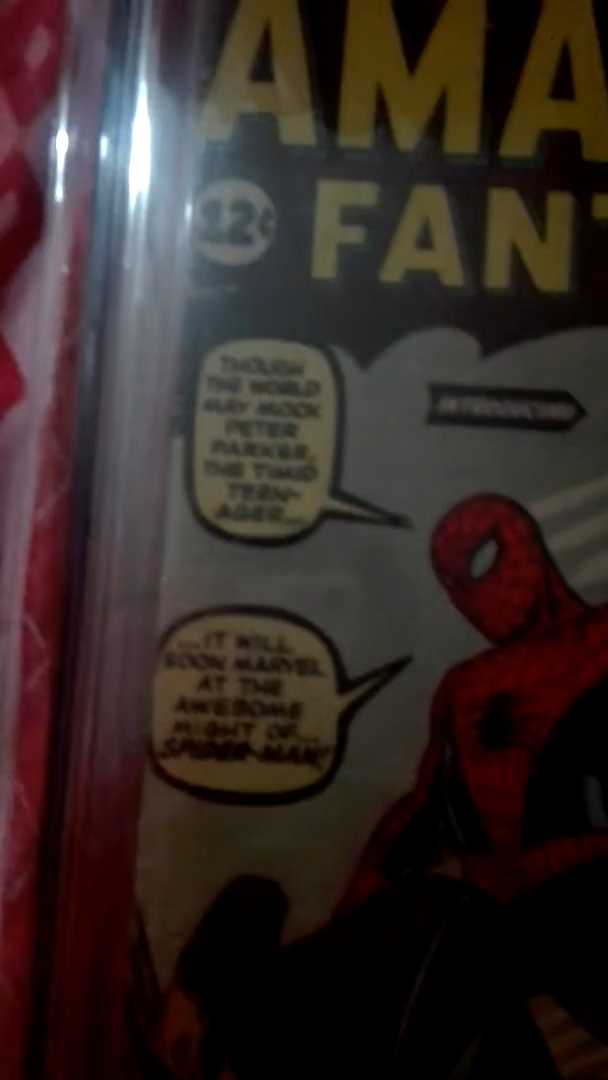 AMA
12¢
FAN
THOUGH
THE WORLD
MAY MOCK
PETER
PARKER,
THE TIMID
TEEN-
AGER...
INTRODUCING
...IT WILL
SOON MARVEL
AT THE
AWESOME
MIGHT OF...
SPIDER-MAN!